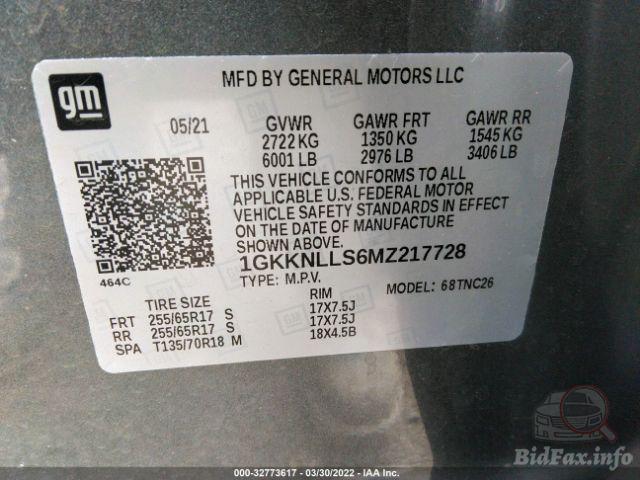 gm
MFD BY GENERAL MOTORS LLC
05/21 GVWR GAWR FRT GAWR RR
2722 KG 1350 KG 1545 KG
6001 LB 2976 LB 3406 LB
THIS VEHICLE CONFORMS TO ALL
APPLICABLE U.S. FEDERAL MOTOR
VEHICLE SAFETY STANDARDS IN EFFECT
ON THE DATE OF MANUFACTURE
SHOWN ABOVE.
464C
1GKKNLLS6MZ217728
TYPE: M.P.V. MODEL: 68TNC26
TIRE SIZE RIM
FRT 255/65R17 S 17X7.5J
RR 255/65R17 S 17X7.5J
SPA T135/70R18 M 18X4.5B
000-32773617 - 03/30/2022 - IAA Inc.
BidFax.info